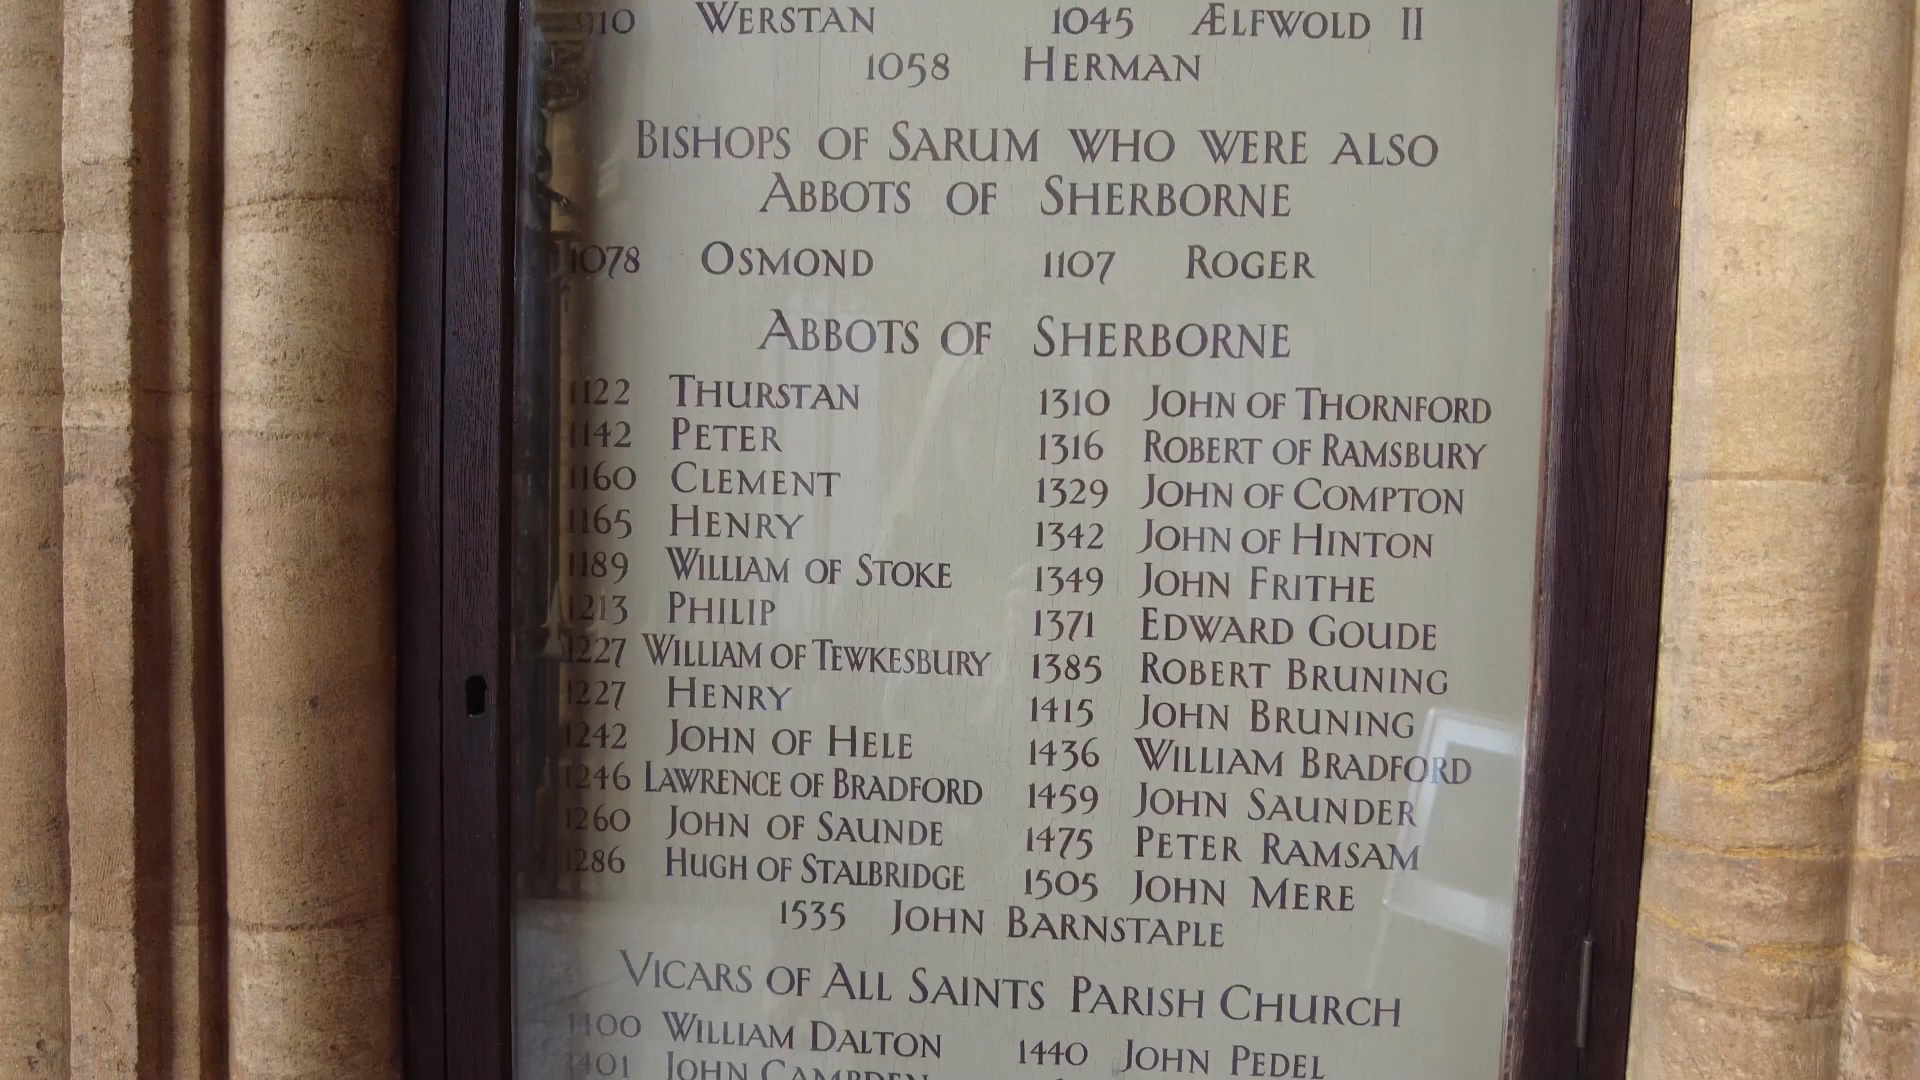 910 WERSTAN 1045 ÆLFWOLD II
1058 HERMAN
BISHOPS OF SARUM WHO WERE ALSO
ABBOTS OF SHERBORNE
1078 OSMOND 1107 ROGER
ABBOTS OF SHERBORNE
1122 THURSTAN 1310 JOHN OF THORNFORD
1142 PETER 1316 ROBERT OF RAMSBURY
1160 CLEMENT 1329 JOHN OF COMPTON
1165 HENRY 1342 JOHN OF HINTON
1189 WILLIAM OF STOKE 1349 JOHN FRITHE
1213 PHILIP 1371 EDWARD GOUDE
1227 WILLIAM OF TEWKESBURY 1385 ROBERT BRUNING
1227 HENRY 1415 JOHN BRUNING
1242 JOHN OF HELE 1436 WILLIAM BRADFORD
1246 LAWRENCE OF BRADFORD 1459 JOHN SAUNDER
1260 JOHN OF SAUNDE 1475 PETER RAMSAM
1286 HUGH OF STALBRIDGE 1505 JOHN MERE
1535 JOHN BARNSTAPLE
VICARS OF ALL SAINTS PARISH CHURCH
1400 WILLIAM DALTON 1440 JOHN PEDEL
1401 JOHN CAMPDEN